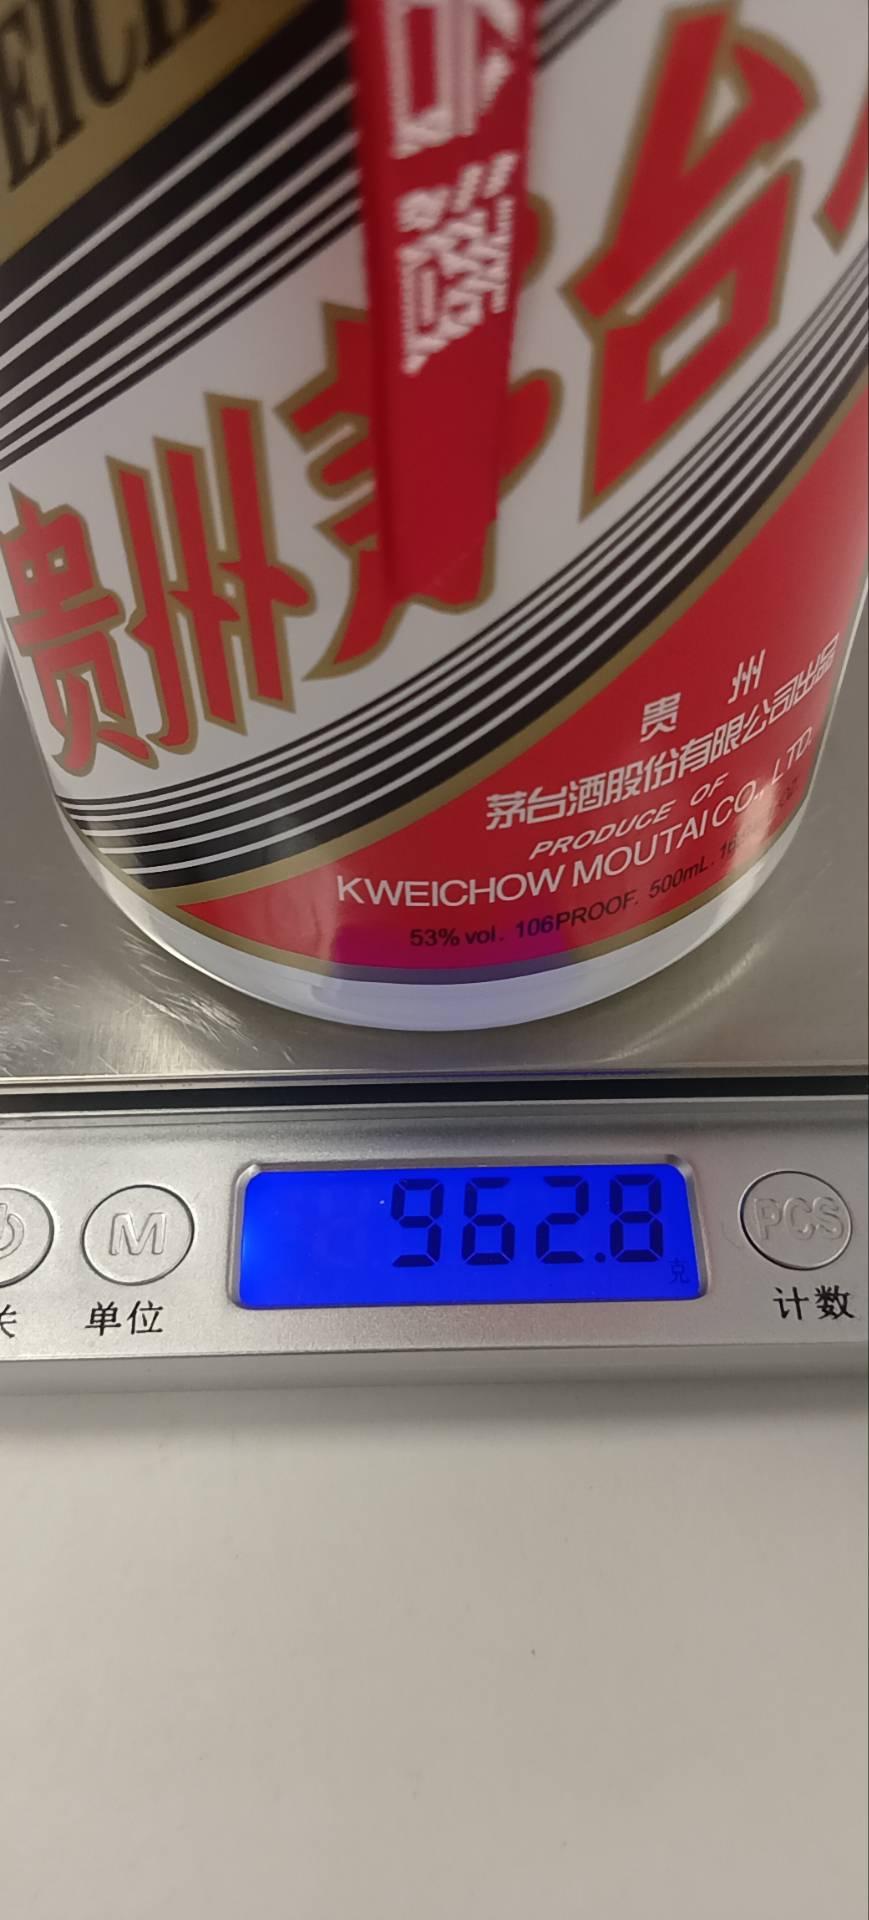 EICH
贵州茅台
贵 州
茅台酒股份有限公司出品
PRODUCE OF
KWEICHOW MOUTAI CO., LTD.
53% vol. 106PROOF. 500mL.
962.8
克
M
PCS
关
单位
计数